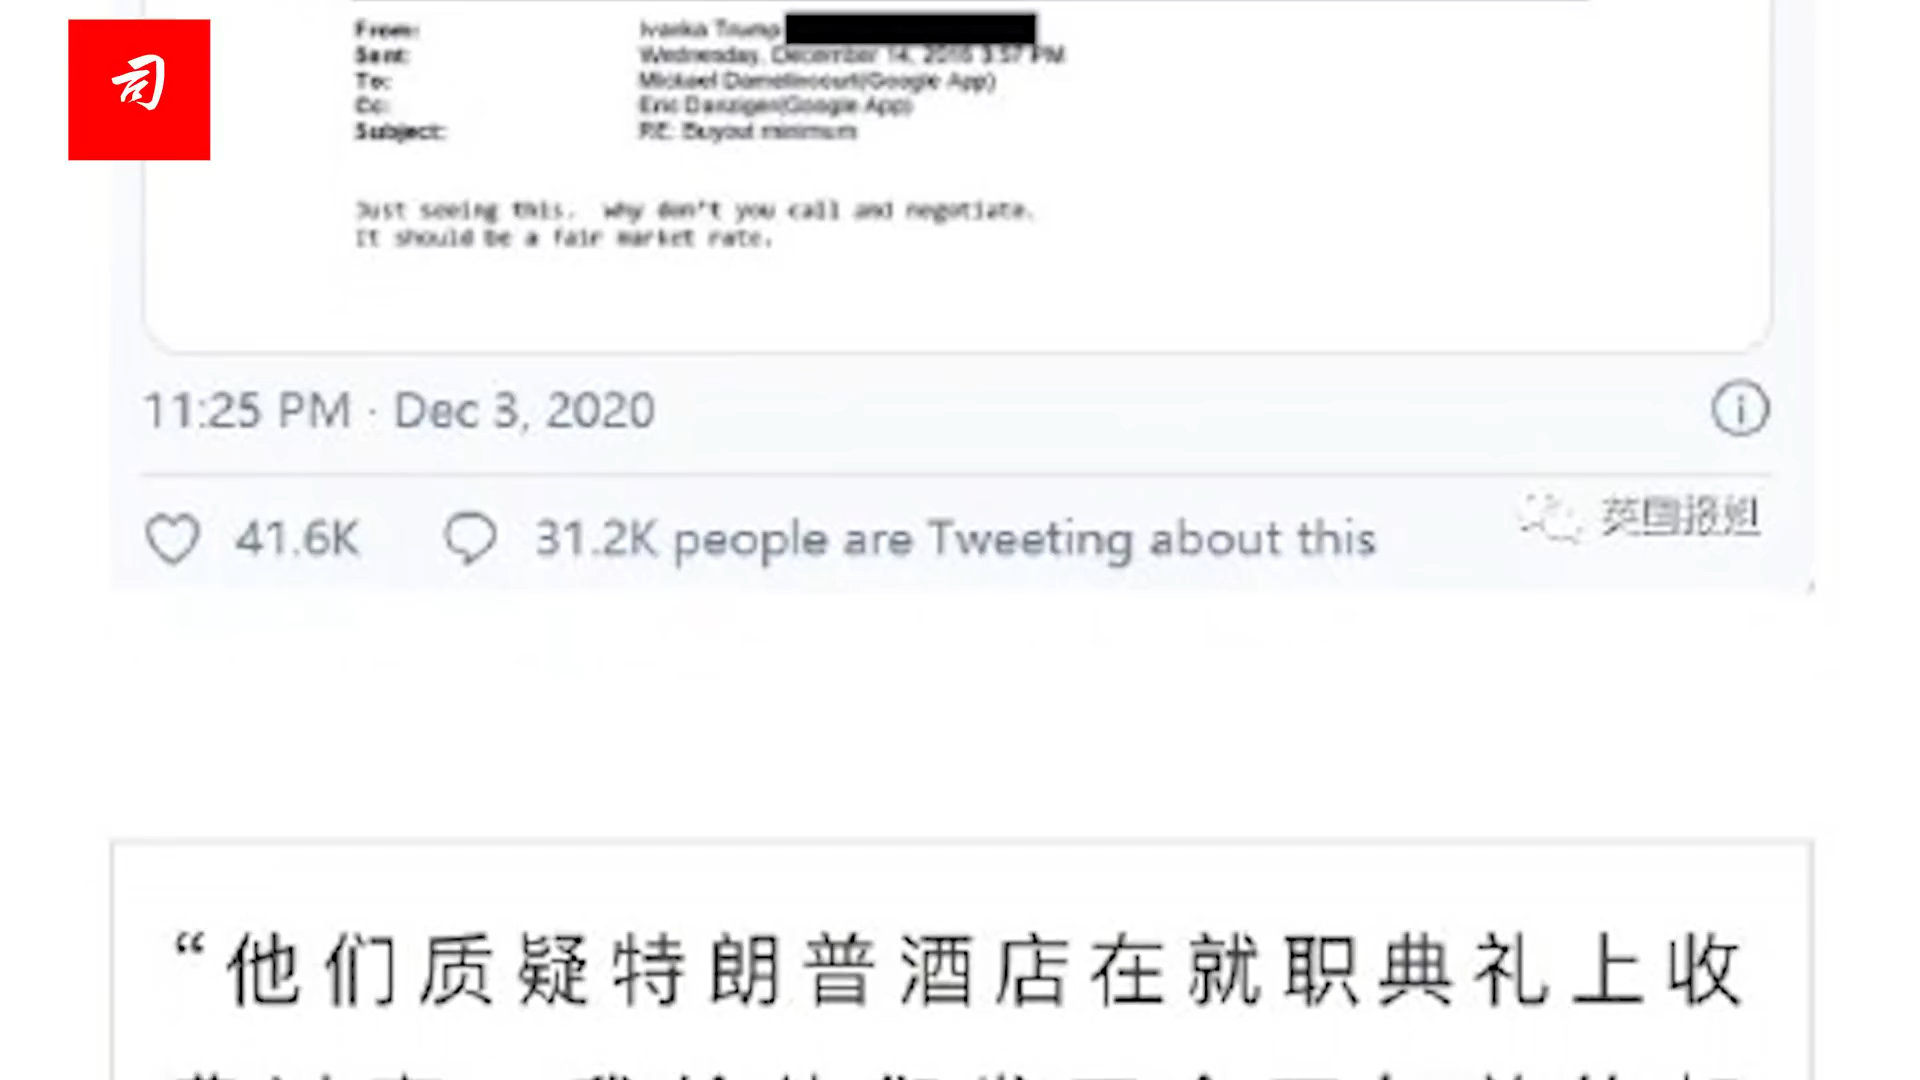 司
From: Ivanka Trump
Sent: Wednesday, December 14, 2016 3:57 PM
To: Mickael Damelincourt(Google App)
Cc: Eric Danziger(Google App)
Subject: RE: Buyout minimum
Just seeing this. why don't you call and negotiate.
It should be a fair market rate.
11:25 PM · Dec 3, 2020
41.6K 31.2K people are Tweeting about this
英国报姐
“他们质疑特朗普酒店在就职典礼上收